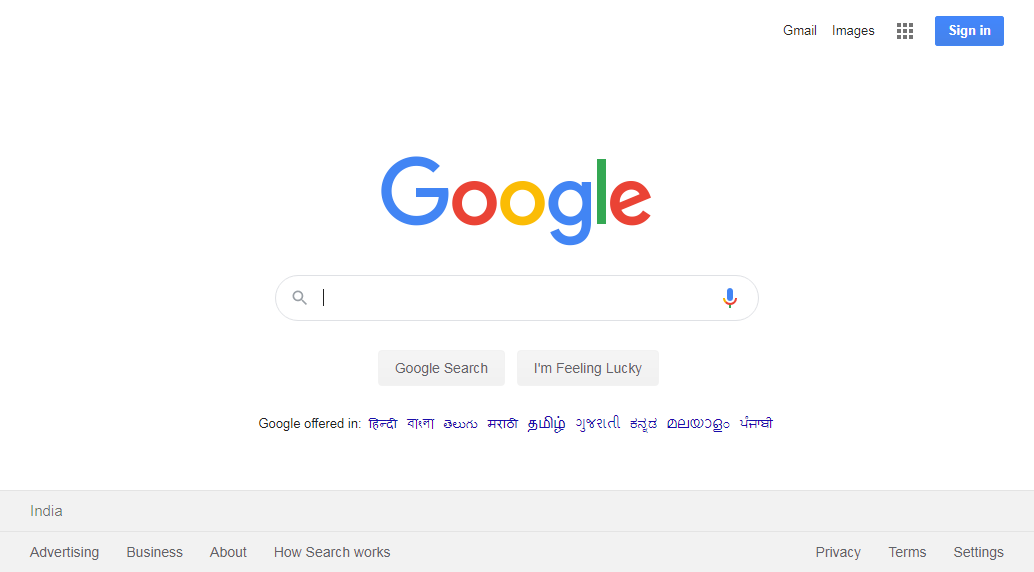 Gmail Images Sign in
Google
Google Search I'm Feeling Lucky
Google offered in: हिन्दी বাংলা తెలుగు मराठी தமிழ் ગુજરાતી ಕನ್ನಡ മലയാളം ਪੰਜਾਬੀ
India
Advertising Business About How Search works Privacy Terms Settings